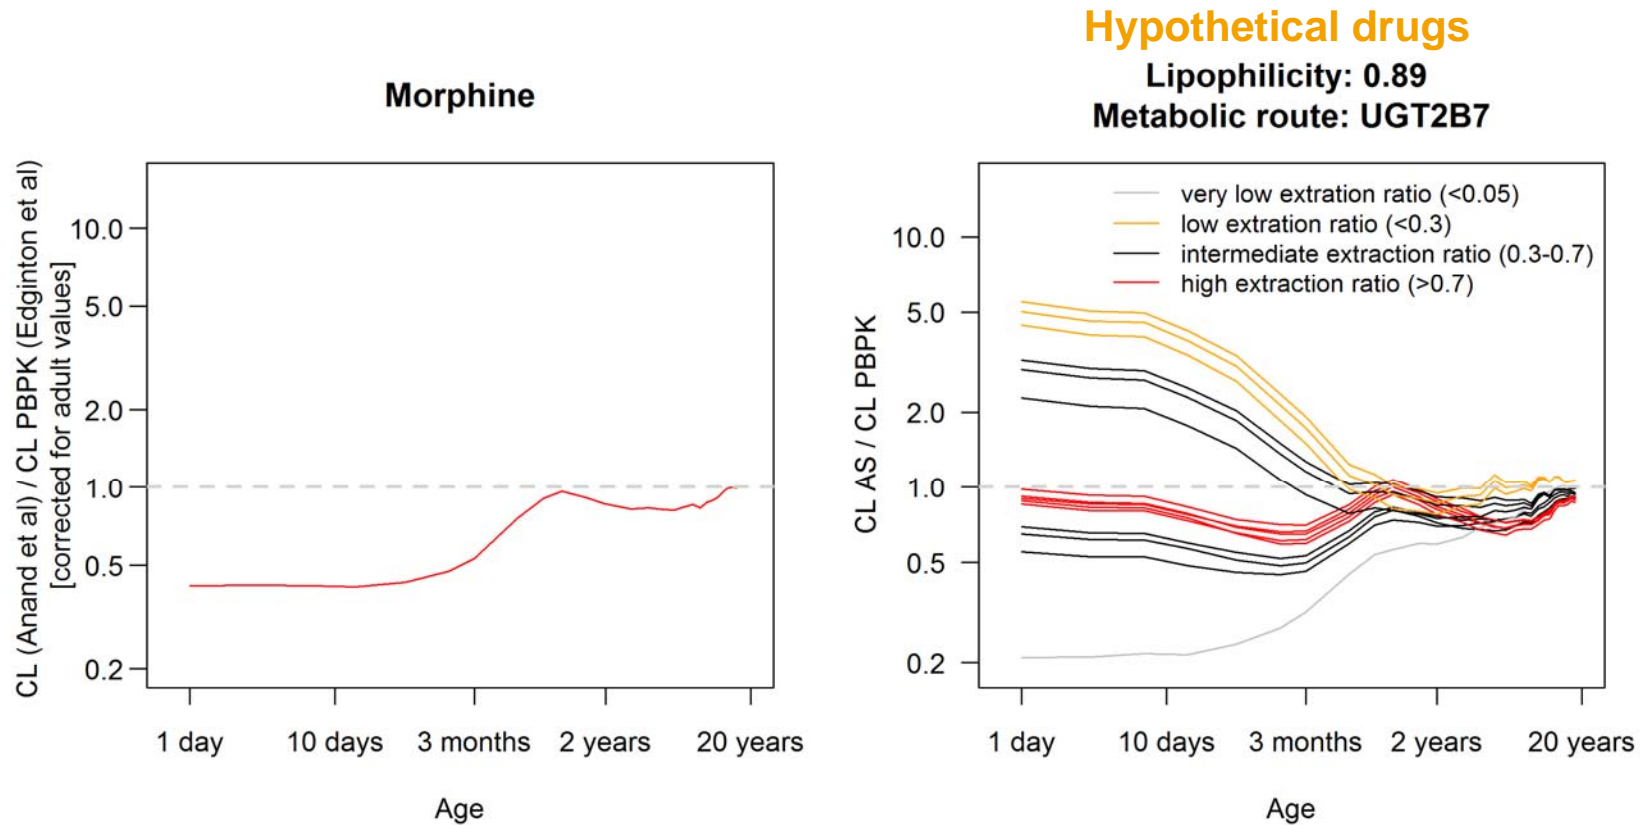 Morphine
CL (Anand et al) / CL PBPK (Edginton et al)
[corrected for adult values]
10.0
5.0
2.0
1.0
0.5
0.2
1 day
10 days
3 months
2 years
20 years
Age
Hypothetical drugs
Lipophilicity: 0.89
Metabolic route: UGT2B7
very low extration ratio (<0.05)
low extration ratio (<0.3)
intermediate extraction ratio (0.3-0.7)
high extraction ratio (>0.7)
CL AS / CL PBPK
10.0
5.0
2.0
1.0
0.5
0.2
1 day
10 days
3 months
2 years
20 years
Age